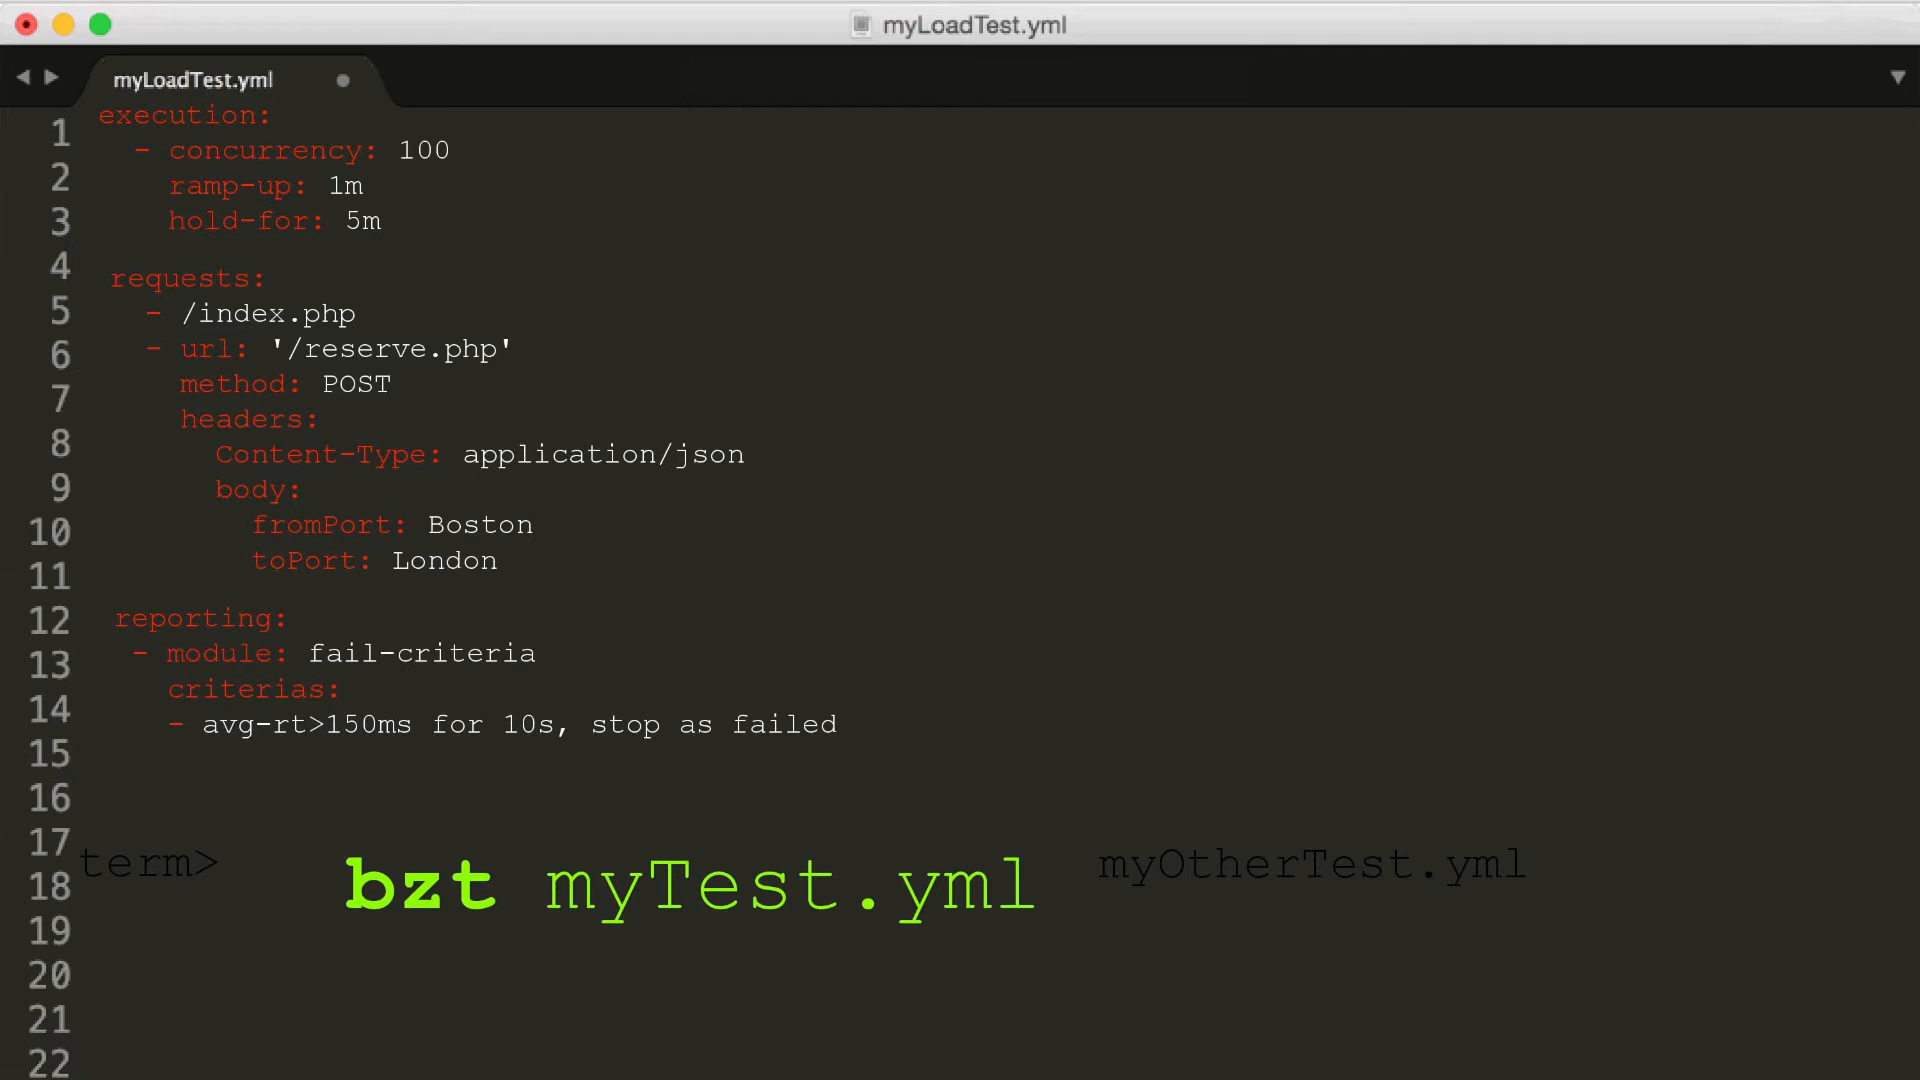 myLoadTest.yml
myLoadTest.yml
execution:
- concurrency: 100
ramp-up: 1m
hold-for: 5m
requests:
- /index.php
- url: '/reserve.php'
method: POST
headers:
Content-Type: application/json
body:
fromPort: Boston
toPort: London
reporting:
- module: fail-criteria
criterias:
- avg-rt>150ms for 10s, stop as failed
term> bzt myTest.yml myOtherTest.yml
1
2
3
4
5
6
7
8
9
10
11
12
13
14
15
16
17
18
19
20
21
22